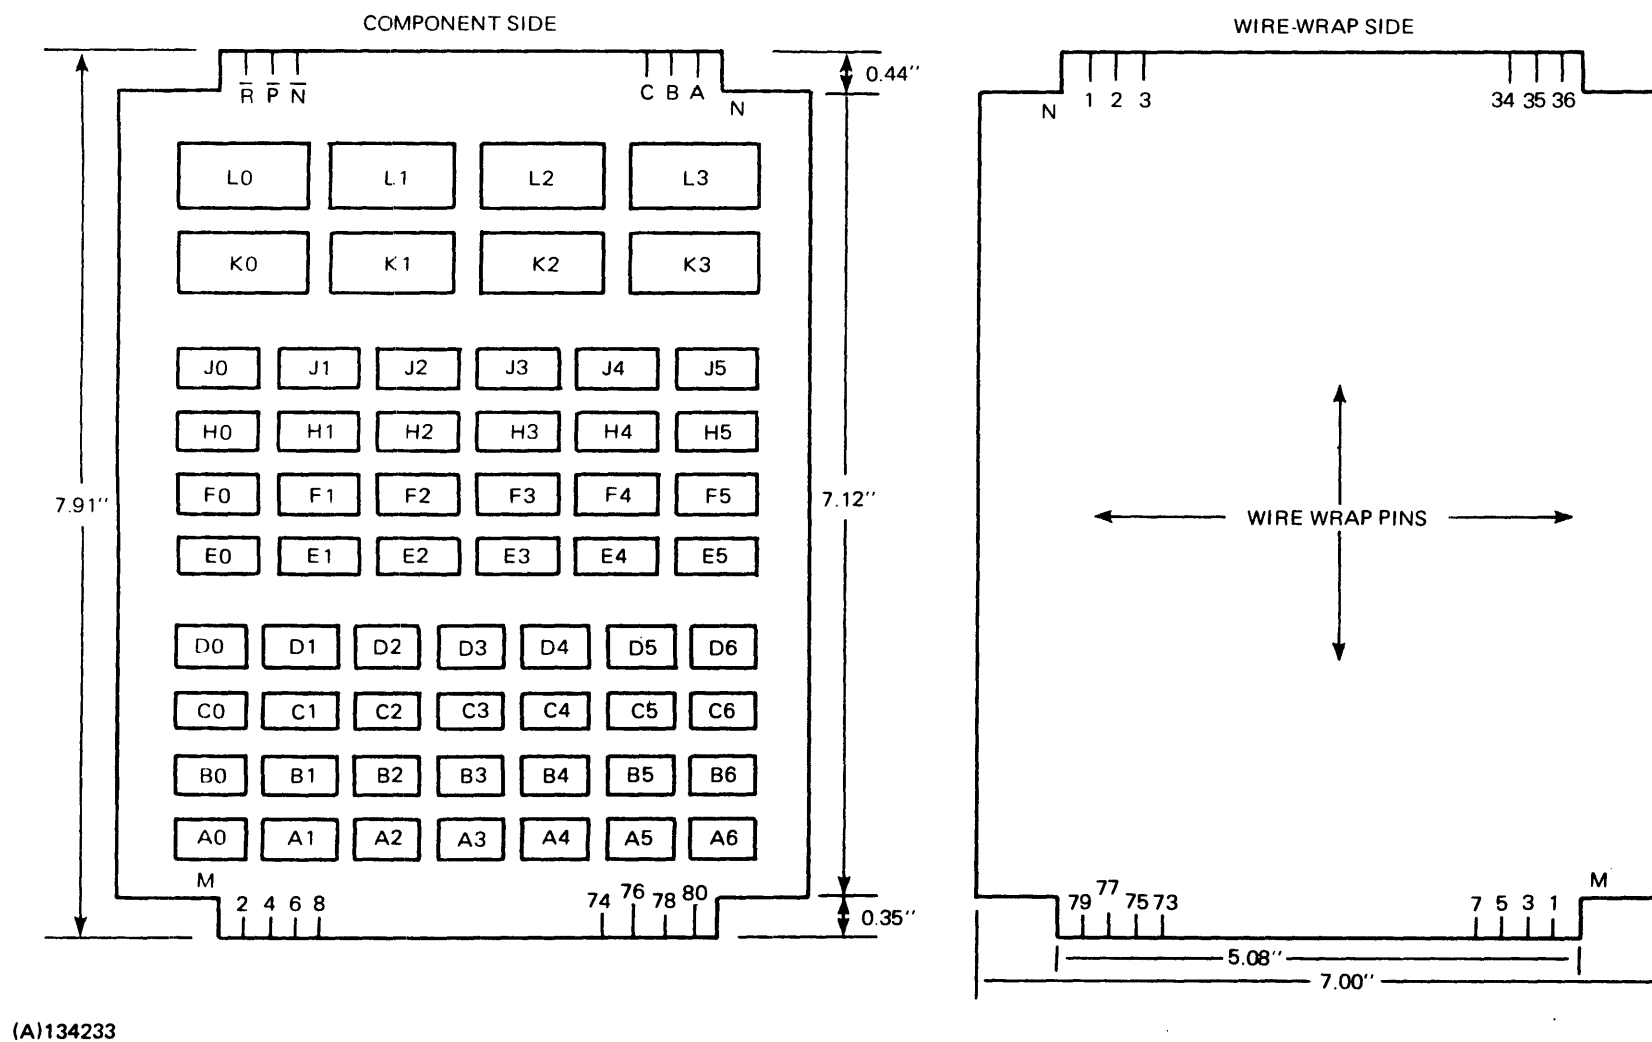 COMPONENT SIDE
WIRE-WRAP SIDE
R̅ P̅ N̅ C B A
N
0.44''
N
1 2 3 34 35 36
L0 L1 L2 L3
K0 K1 K2 K3
J0 J1 J2 J3 J4 J5
H0 H1 H2 H3 H4 H5
F0 F1 F2 F3 F4 F5
7.91''
7.12''
WIRE WRAP PINS
E0 E1 E2 E3 E4 E5
D0 D1 D2 D3 D4 D5 D6
C0 C1 C2 C3 C4 C5 C6
B0 B1 B2 B3 B4 B5 B6
A0 A1 A2 A3 A4 A5 A6
M
2 4 6 8 74 76 78 80
0.35''
M
79 77 75 73 7 5 3 1
5.08''
7.00''
(A)134233